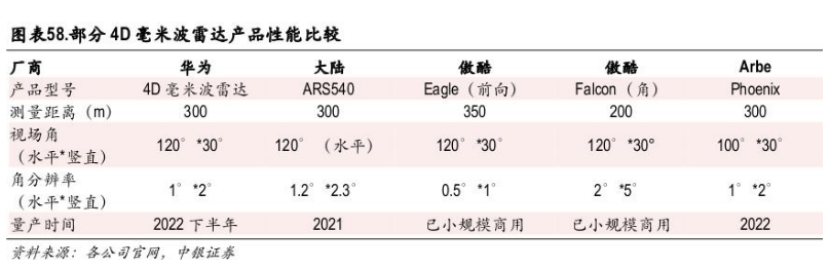 图表58.部分 4D 毫米波雷达产品性能比较
厂商 华为 大陆 傲酷 傲酷 Arbe
产品型号 4D 毫米波雷达 ARS540 Eagle（前向） Falcon（角） Phoenix
测量距离（m） 300 300 350 200 300
视场角
（水平*竖直） 120°*30° 120°（水平） 120°*30° 120°*30° 100°*30°
角分辨率
（水平*竖直） 1°*2° 1.2°*2.3° 0.5°*1° 2°*5° 1°*2°
量产时间 2022 下半年 2021 已小规模商用 已小规模商用 2022
资料来源：各公司官网，中银证券